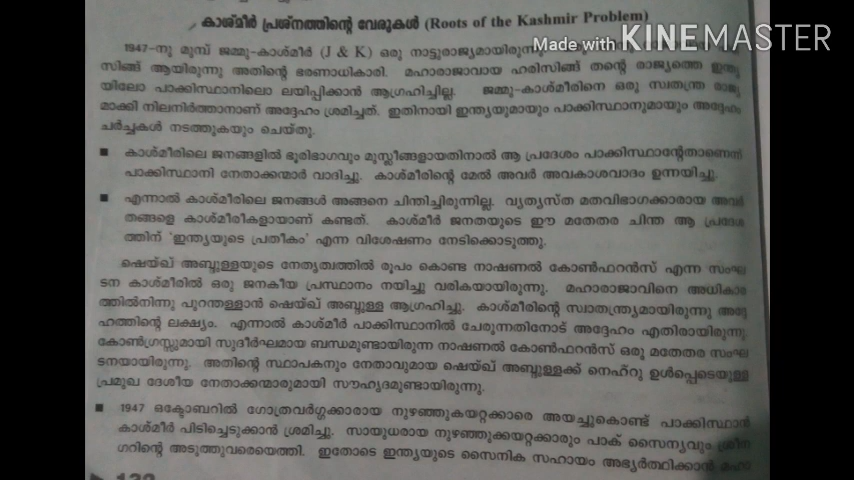 കാശ്മീർ പ്രശ്നത്തിന്റെ വേരുകൾ (Roots of the Kashmir Problem)
Made with KINEMASTER
1947-നു മുമ്പ് ജമ്മു-കാശ്മീർ (J & K) ഒരു നാട്ടുരാജ്യമായിരുന്നു
സിങ്ങ് ആയിരുന്നു അതിന്റെ ഭരണാധികാരി. മഹാരാജാവായ ഹരിസിങ്ങ് തന്റെ രാജ്യത്തെ ഇന്ത്യ
യിലോ പാക്കിസ്ഥാനിലൊ ലയിപ്പിക്കാൻ ആഗ്രഹിച്ചില്ല. ജമ്മു-കാശ്മീരിനെ ഒരു സ്വതന്ത്ര രാജ്യ
മാക്കി നിലനിർത്താനാണ് അദ്ദേഹം ശ്രമിച്ചത്. ഇതിനായി ഇന്ത്യയുമായും പാക്കിസ്ഥാനുമായും അദ്ദേഹം
ചർച്ചകൾ നടത്തുകയും ചെയ്തു.
■ കാശ്മീരിലെ ജനങ്ങളിൽ ഭൂരിഭാഗവും മുസ്ലീങ്ങളായതിനാൽ ആ പ്രദേശം പാക്കിസ്ഥാന്റേതാണെന്ന്
പാക്കിസ്ഥാനി നേതാക്കന്മാർ വാദിച്ചു. കാശ്മീരിന്റെ മേൽ അവർ അവകാശവാദം ഉന്നയിച്ചു.
■ എന്നാൽ കാശ്മീരിലെ ജനങ്ങൾ അങ്ങനെ ചിന്തിച്ചിരുന്നില്ല. വ്യത്യസ്ത മതവിഭാഗക്കാരായ അവർ
തങ്ങളെ കാശ്മീരികളായാണ് കണ്ടത്. കാശ്മീർ ജനതയുടെ ഈ മതേതര ചിന്ത ആ പ്രദേശ
ത്തിന് 'ഇന്ത്യയുടെ പ്രതീകം' എന്ന വിശേഷണം നേടിക്കൊടുത്തു.
ഷെയ്ഖ് അബ്ദുള്ളയുടെ നേതൃത്വത്തിൽ രൂപം കൊണ്ട നാഷണൽ കോൺഫറൻസ് എന്ന സംഘ
ടന കാശ്മീരിൽ ഒരു ജനകീയ പ്രസ്ഥാനം നയിച്ചു വരികയായിരുന്നു. മഹാരാജാവിനെ അധികാര
ത്തിൽനിന്നു പുറന്തള്ളാൻ ഷെയ്ഖ് അബ്ദുള്ള ആഗ്രഹിച്ചു. കാശ്മീരിന്റെ സ്വാതന്ത്ര്യമായിരുന്നു അദ്ദേ
ഹത്തിന്റെ ലക്ഷ്യം. എന്നാൽ കാശ്മീർ പാക്കിസ്ഥാനിൽ ചേരുന്നതിനോട് അദ്ദേഹം എതിരായിരുന്നു.
കോൺഗ്രസ്സുമായി സുദീർഘമായ ബന്ധമുണ്ടായിരുന്ന നാഷണൽ കോൺഫറൻസ് ഒരു മതേതര സംഘ
ടനയായിരുന്നു. അതിന്റെ സ്ഥാപകനും നേതാവുമായ ഷെയ്ഖ് അബ്ദുള്ളക്ക് നെഹ്റു ഉൾപ്പെടെയുള്ള
പ്രമുഖ ദേശീയ നേതാക്കന്മാരുമായി സൗഹൃദമുണ്ടായിരുന്നു.
■ 1947 ഒക്ടോബറിൽ ഗോത്രവർഗ്ഗക്കാരായ നുഴഞ്ഞുകയറ്റക്കാരെ അയച്ചുകൊണ്ട് പാക്കിസ്ഥാൻ
കാശ്മീർ പിടിച്ചെടുക്കാൻ ശ്രമിച്ചു. സായുധരായ നുഴഞ്ഞുക്കയറ്റക്കാരും പാക് സൈന്യവും ശ്രീന
ഗറിന്റെ അടുത്തുവരെയെത്തി. ഇതോടെ ഇന്ത്യയുടെ സൈനിക സഹായം അഭ്യർത്ഥിക്കാൻ മഹാ